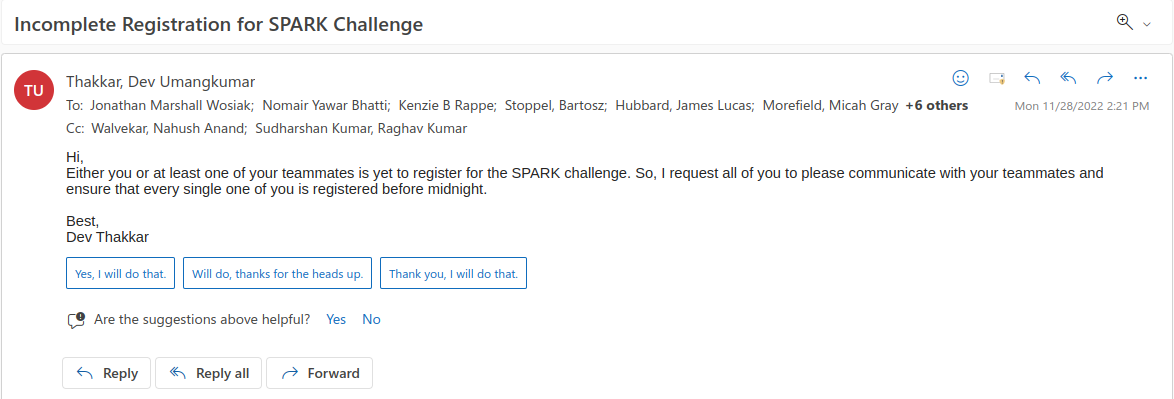 Incomplete Registration for SPARK Challenge
TU
Thakkar, Dev Umangkumar
To: Jonathan Marshall Wosiak; Nomair Yawar Bhatti; Kenzie B Rappe; Stoppel, Bartosz; Hubbard, James Lucas; Morefield, Micah Gray +6 others
Mon 11/28/2022 2:21 PM
Cc: Walvekar, Nahush Anand; Sudharshan Kumar, Raghav Kumar
Hi,
Either you or at least one of your teammates is yet to register for the SPARK challenge. So, I request all of you to please communicate with your teammates and
ensure that every single one of you is registered before midnight.
Best,
Dev Thakkar
Yes, I will do that. Will do, thanks for the heads up. Thank you, I will do that.
Are the suggestions above helpful? Yes No
Reply Reply all Forward